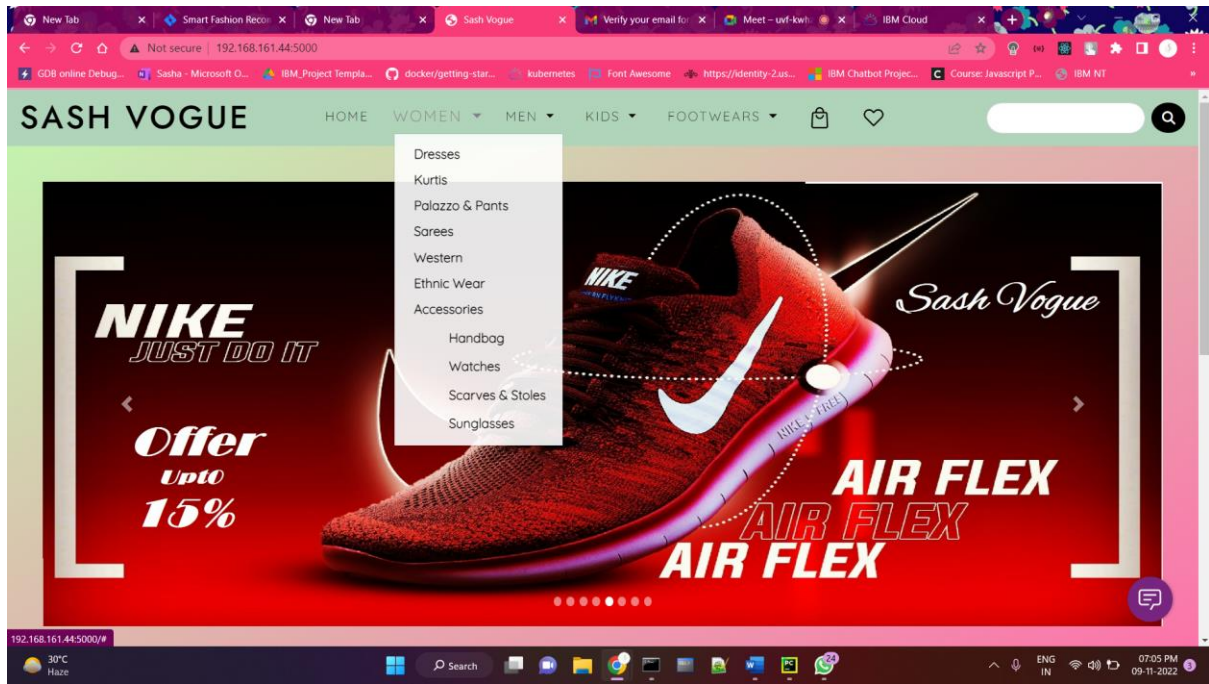 New Tab
Smart Fashion Recon
New Tab
Sash Vogue
Verify your email for
Meet – uvf-kwh
IBM Cloud
Not secure | 192.168.161.44:5000
GDB online Debug...
Sasha - Microsoft O...
IBM_Project Templa...
docker/getting-star...
kubernetes
Font Awesome
https://identity-2.us...
IBM Chatbot Projec...
Course: Javascript P...
IBM NT
SASH VOGUE
HOME
WOMEN
MEN
KIDS
FOOTWEARS
Dresses
Kurtis
Palazzo & Pants
Sarees
Western
Ethnic Wear
Accessories
Handbag
Watches
Scarves & Stoles
Sunglasses
NIKE
JUST DO IT
Offer
Upto
15%
NIKE
NIKE FREE
Sash Vogue
AIR FLEX
AIR FLEX
AIR FLEX
192.168.161.44:5000/#
30°C
Haze
Search
24
ENG
IN
07:05 PM
09-11-2022
3